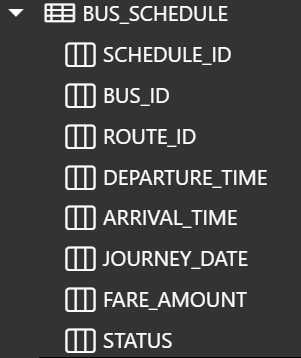 BUS_SCHEDULE
SCHEDULE_ID
BUS_ID
ROUTE_ID
DEPARTURE_TIME
ARRIVAL_TIME
JOURNEY_DATE
FARE_AMOUNT
STATUS